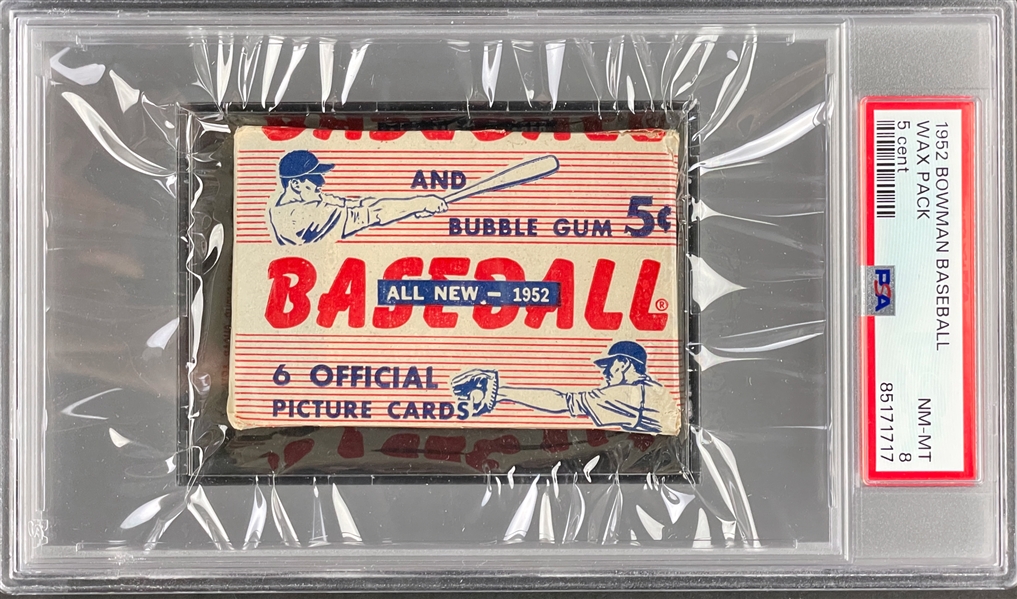 BASEBALL
AND
BUBBLE GUM 5¢
BASEBALL®
ALL NEW - 1952
6 OFFICIAL
PICTURE CARDS
1952 BOWMAN BASEBALL
WAX PACK
5 cent
NM-MT
8
85171717
PSA